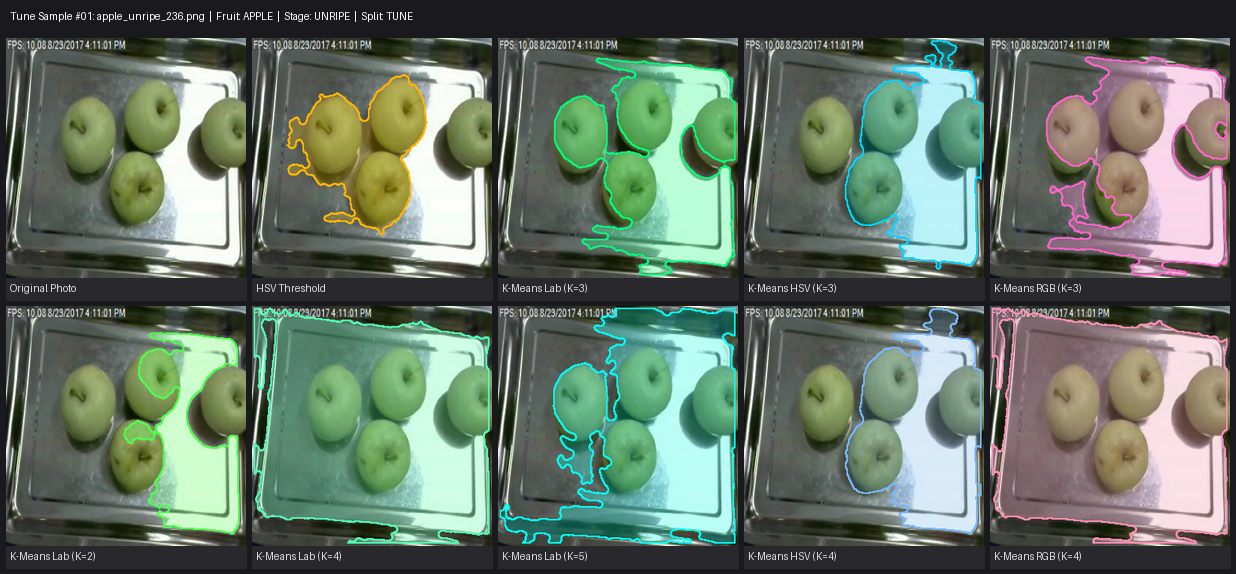 Tune Sample #01: apple_unripe_236.png | Fruit: APPLE | Stage: UNRIPE | Split: TUNE
FPS: 10.08 8/23/2017 4:11:01 PM
FPS: 10.08 8/23/2017 4:11:01 PM
FPS: 10.08 8/23/2017 4:11:01 PM
FPS: 10.08 8/23/2017 4:11:01 PM
FPS: 10.08 8/23/2017 4:11:01 PM
Original Photo
HSV Threshold
K-Means Lab (K=3)
K-Means HSV (K=3)
K-Means RGB (K=3)
FPS: 10.08 8/23/2017 4:11:01 PM
FPS: 10.08 8/23/2017 4:11:01 PM
FPS: 10.08 8/23/2017 4:11:01 PM
FPS: 10.08 8/23/2017 4:11:01 PM
FPS: 10.08 8/23/2017 4:11:01 PM
K-Means Lab (K=2)
K-Means Lab (K=4)
K-Means Lab (K=5)
K-Means HSV (K=4)
K-Means RGB (K=4)